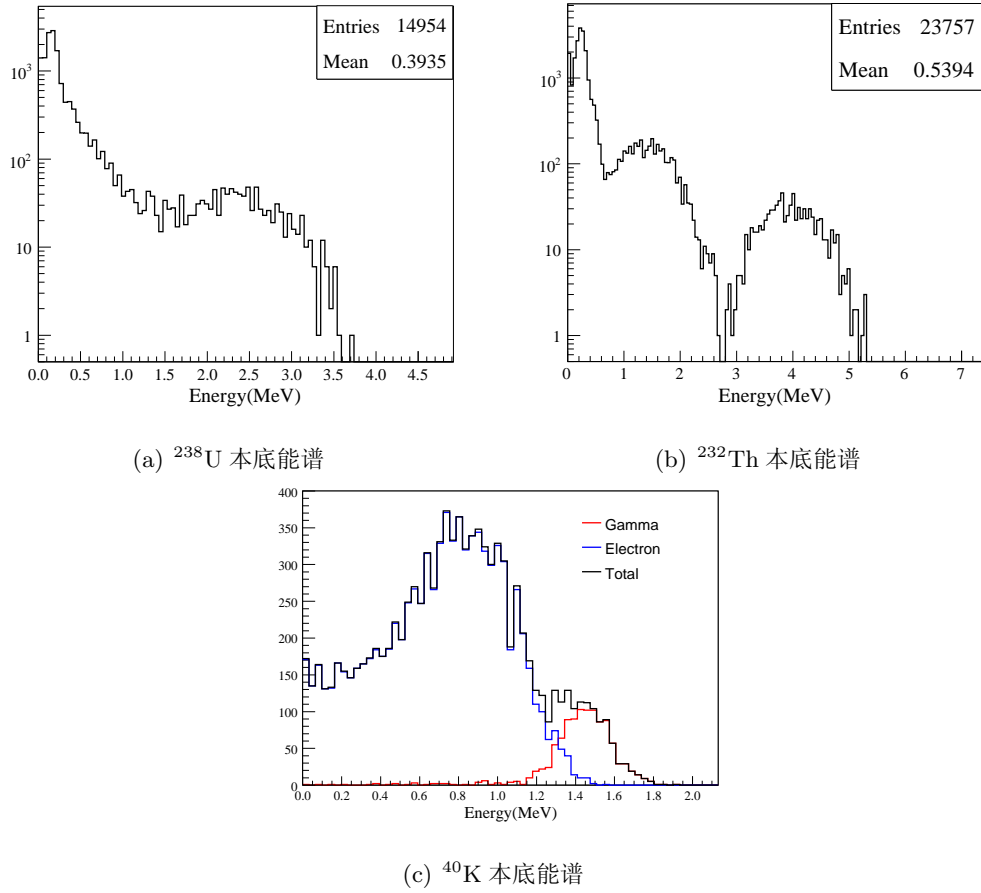 Entries 14954
Mean 0.3935
10³
10²
10
1
0.0 0.5 1.0 1.5 2.0 2.5 3.0 3.5 4.0 4.5
Energy(MeV)
(a) ²³⁸U 本底能谱
Entries 23757
Mean 0.5394
10³
10²
10
1
0 1 2 3 4 5 6 7
Energy(MeV)
(b) ²³²Th 本底能谱
400
350
300
250
200
150
100
50
0
Gamma
Electron
Total
0.0 0.2 0.4 0.6 0.8 1.0 1.2 1.4 1.6 1.8 2.0
Energy(MeV)
(c) ⁴⁰K 本底能谱